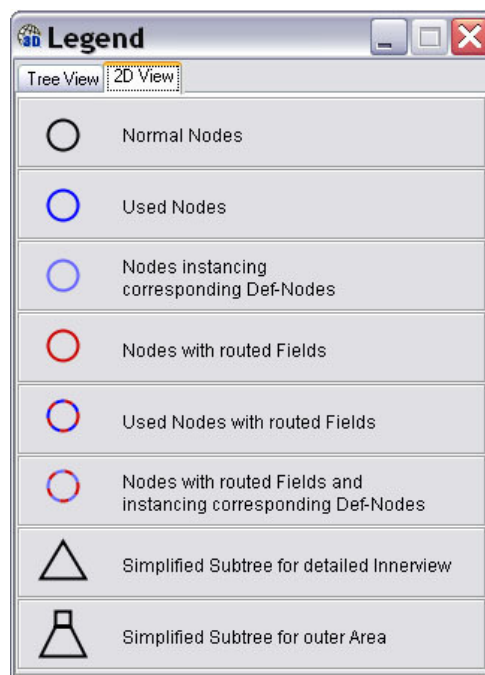 3D Legend
Tree View 2D View
Normal Nodes
Used Nodes
Nodes instancing
corresponding Def-Nodes
Nodes with routed Fields
Used Nodes with routed Fields
Nodes with routed Fields and
instancing corresponding Def-Nodes
Simplified Subtree for detailed Innerview
Simplified Subtree for outer Area